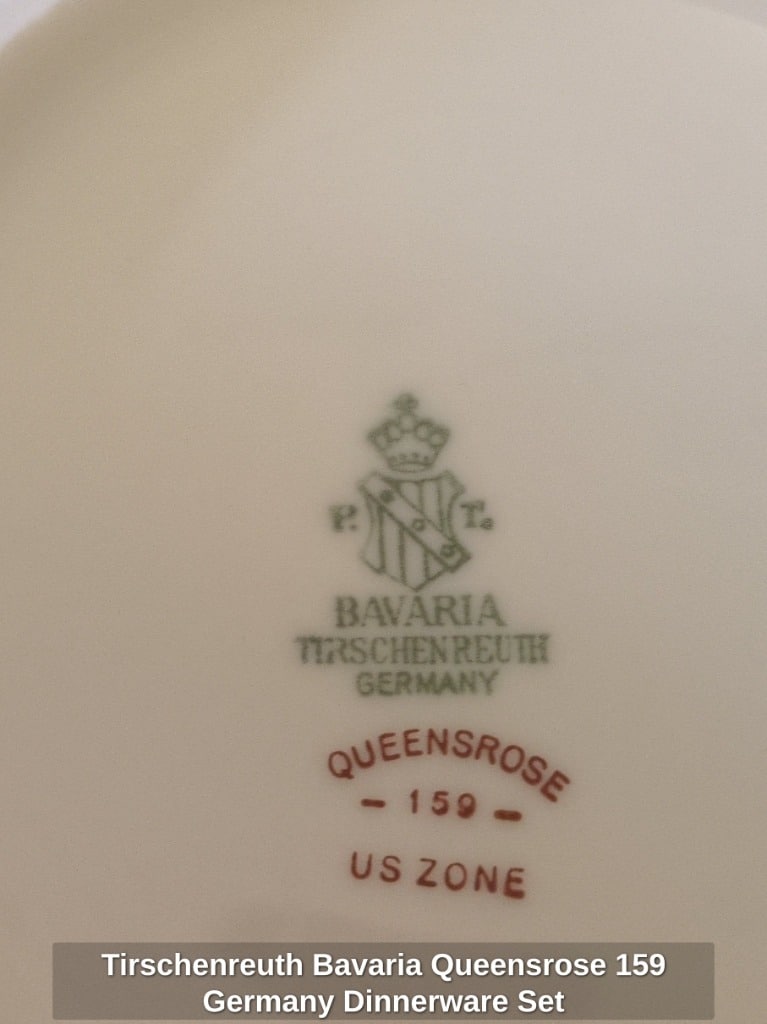 P. T.
BAVARIA
TIRSCHENREUTH
GERMANY
QUEENSROSE
- 159 -
US ZONE
Tirschenreuth Bavaria Queensrose 159
Germany Dinnerware Set